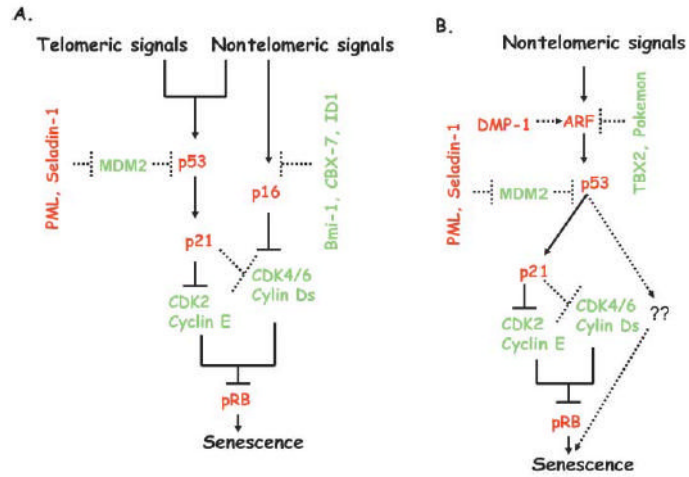 A.
Telomeric signals
Nontelomeric signals
PML, Seladin-1
MDM2
p53
p16
Bmi-1, CBX-7, ID1
p21
CDK2
Cyclin E
CDK4/6
Cylin Ds
pRB
Senescence
B.
Nontelomeric signals
DMP-1
ARF
TBX2, Pokemon
PML, Seladin-1
MDM2
p53
p21
CDK2
Cyclin E
CDK4/6
Cylin Ds
??
pRB
Senescence